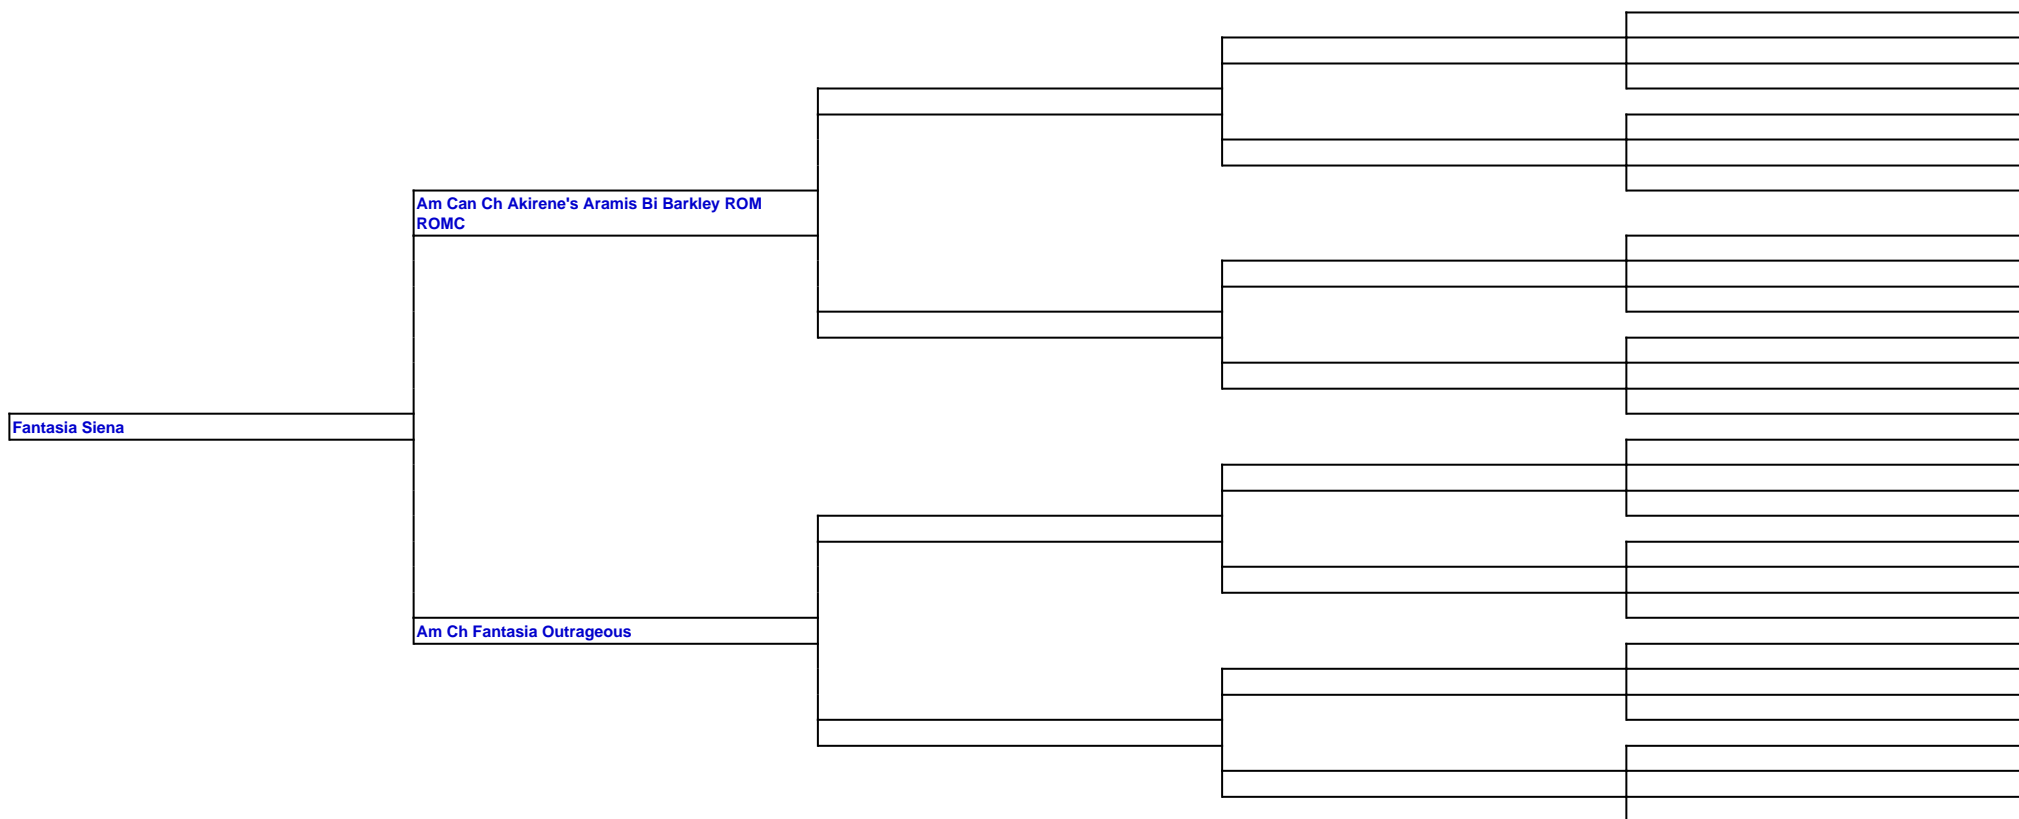 Am Can Ch Akirene's Aramis Bi Barkley ROM
ROMC
Fantasia Siena
Am Ch Fantasia Outrageous